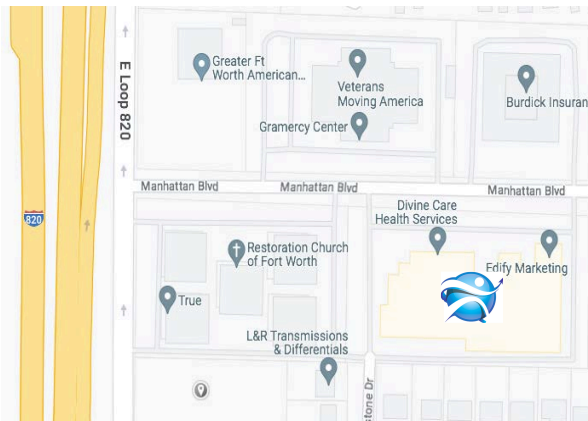 Greater Ft
Worth American...
Veterans
Moving America
Burdick Insuran
Gramercy Center
E Loop 820
Manhattan Blvd
Manhattan Blvd
Manhattan Blvd
Divine Care
Health Services
820
Restoration Church
of Fort Worth
Edify Marketing
True
L&R Transmissions
& Differentials
stone Dr